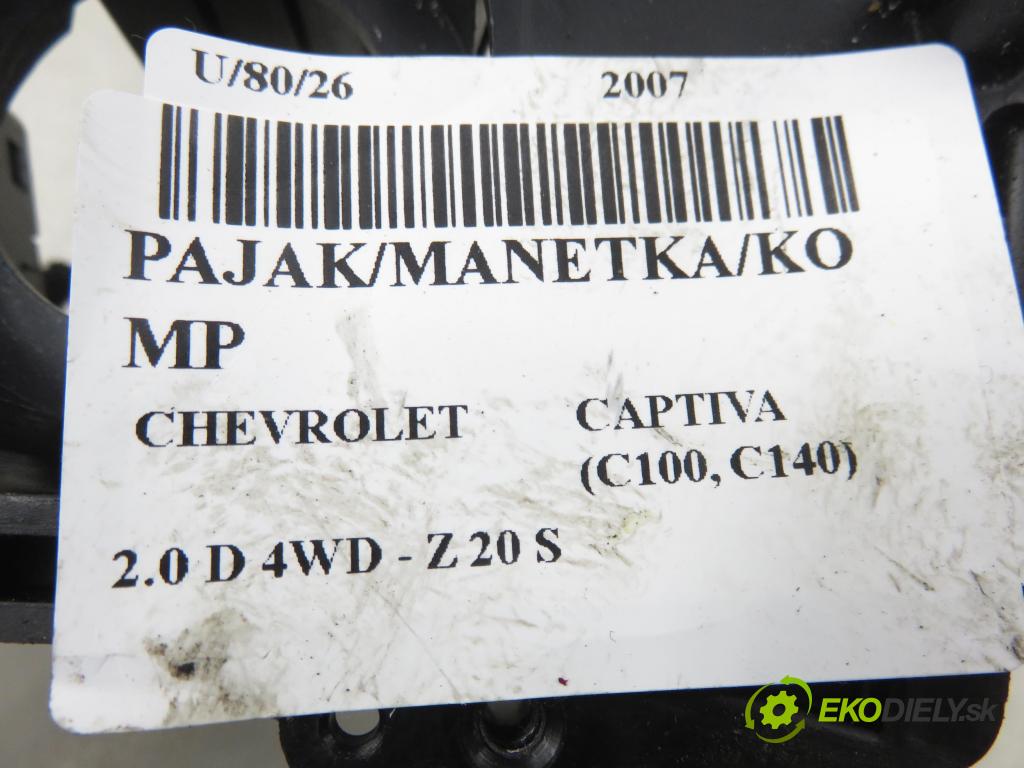 U/80/26 2007
PAJAK/MANETKA/KO
MP
CHEVROLET CAPTIVA
(C100, C140)
2.0 D 4WD - Z 20 S
EKODIELY.sk